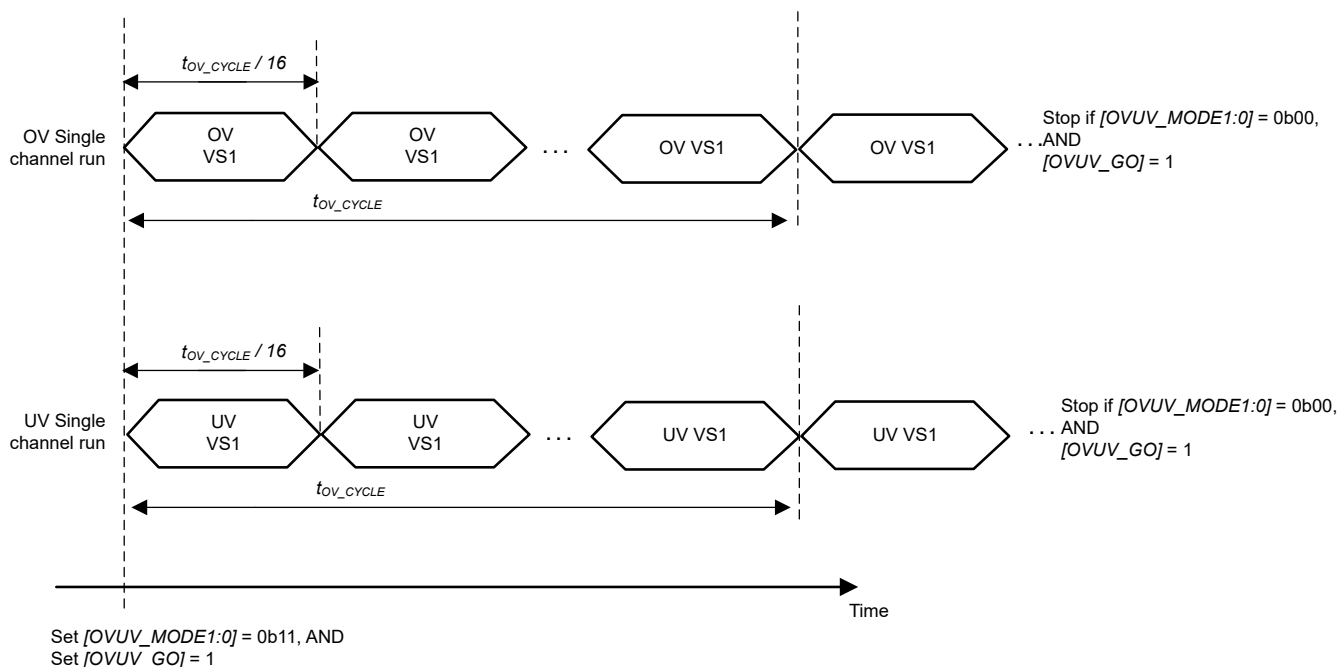 tOV_CYCLE / 16
OV Single
channel run
OV
VS1
OV
VS1
...
OV VS1
OV VS1
...
Stop if [OVUV_MODE1:0] = 0b00,
AND
[OVUV_GO] = 1
tOV_CYCLE
tOV_CYCLE / 16
UV Single
channel run
UV
VS1
UV
VS1
...
UV VS1
UV VS1
...
Stop if [OVUV_MODE1:0] = 0b00,
AND
[OVUV_GO] = 1
tOV_CYCLE
Time
Set [OVUV_MODE1:0] = 0b11, AND
Set [OVUV_GO] = 1